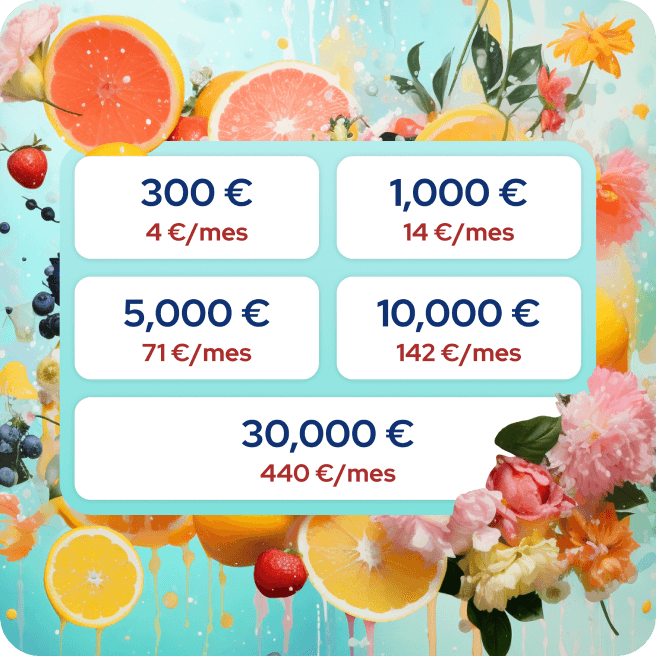 300 €
4 €/mes
1,000 €
14 €/mes
5,000 €
71 €/mes
10,000 €
142 €/mes
30,000 €
440 €/mes